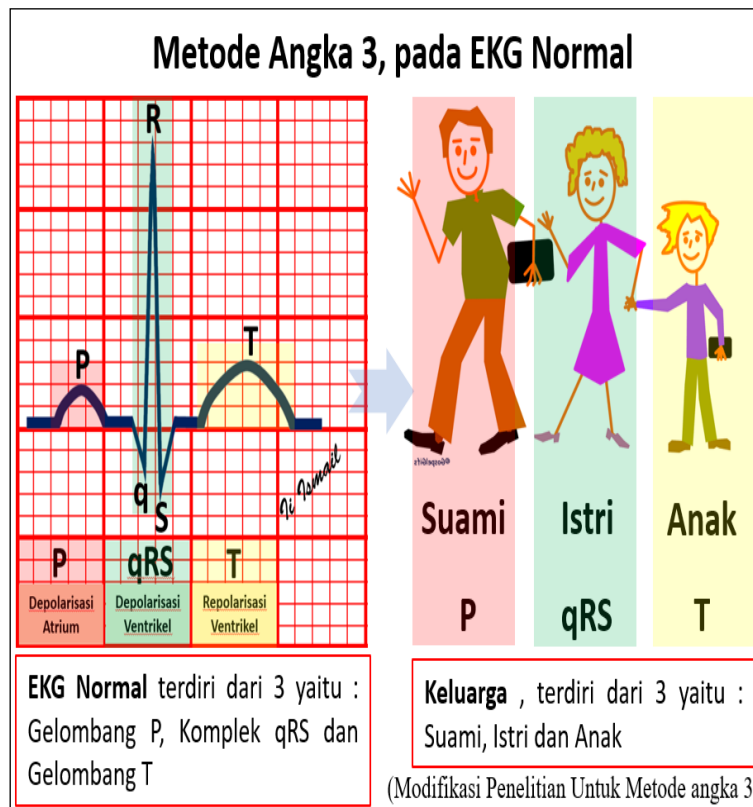 Metode Angka 3, pada EKG Normal
R
P
T
q
S
Ii Ismail
P
qRS
T
Depolarisasi
Atrium
Depolarisasi
Ventrikel
Repolarisasi
Ventrikel
EKG Normal terdiri dari 3 yaitu :
Gelombang P, Komplek qRS dan
Gelombang T
@GospelGifs
Suami
Istri
Anak
P
qRS
T
Keluarga , terdiri dari 3 yaitu :
Suami, Istri dan Anak
(Modifikasi Penelitian Untuk Metode angka 3